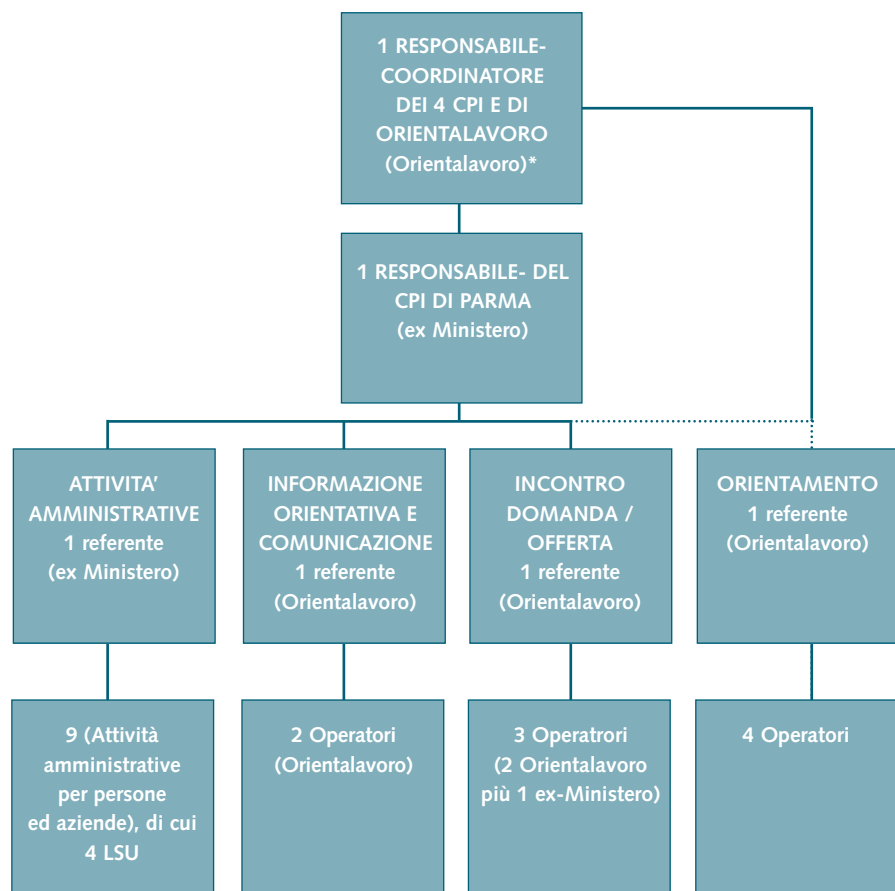 1 RESPONSABILE-
COORDINATORE
DEI 4 CPI E DI
ORIENTALAVORO
(Orientalavoro)*
1 RESPONSABILE- DEL
CPI DI PARMA
(ex Ministero)
ATTIVITA'
AMMINISTRATIVE
1 referente
(ex Ministero)
INFORMAZIONE
ORIENTATIVA E
COMUNICAZIONE
1 referente
(Orientalavoro)
INCONTRO
DOMANDA /
OFFERTA
1 referente
(Orientalavoro)
ORIENTAMENTO
1 referente
(Orientalavoro)
9 (Attività
amministrative
per persone
ed aziende), di cui
4 LSU
2 Operatori
(Orientalavoro)
3 Operatrori
(2 Orientalavoro
più 1 ex-Ministero)
4 Operatori